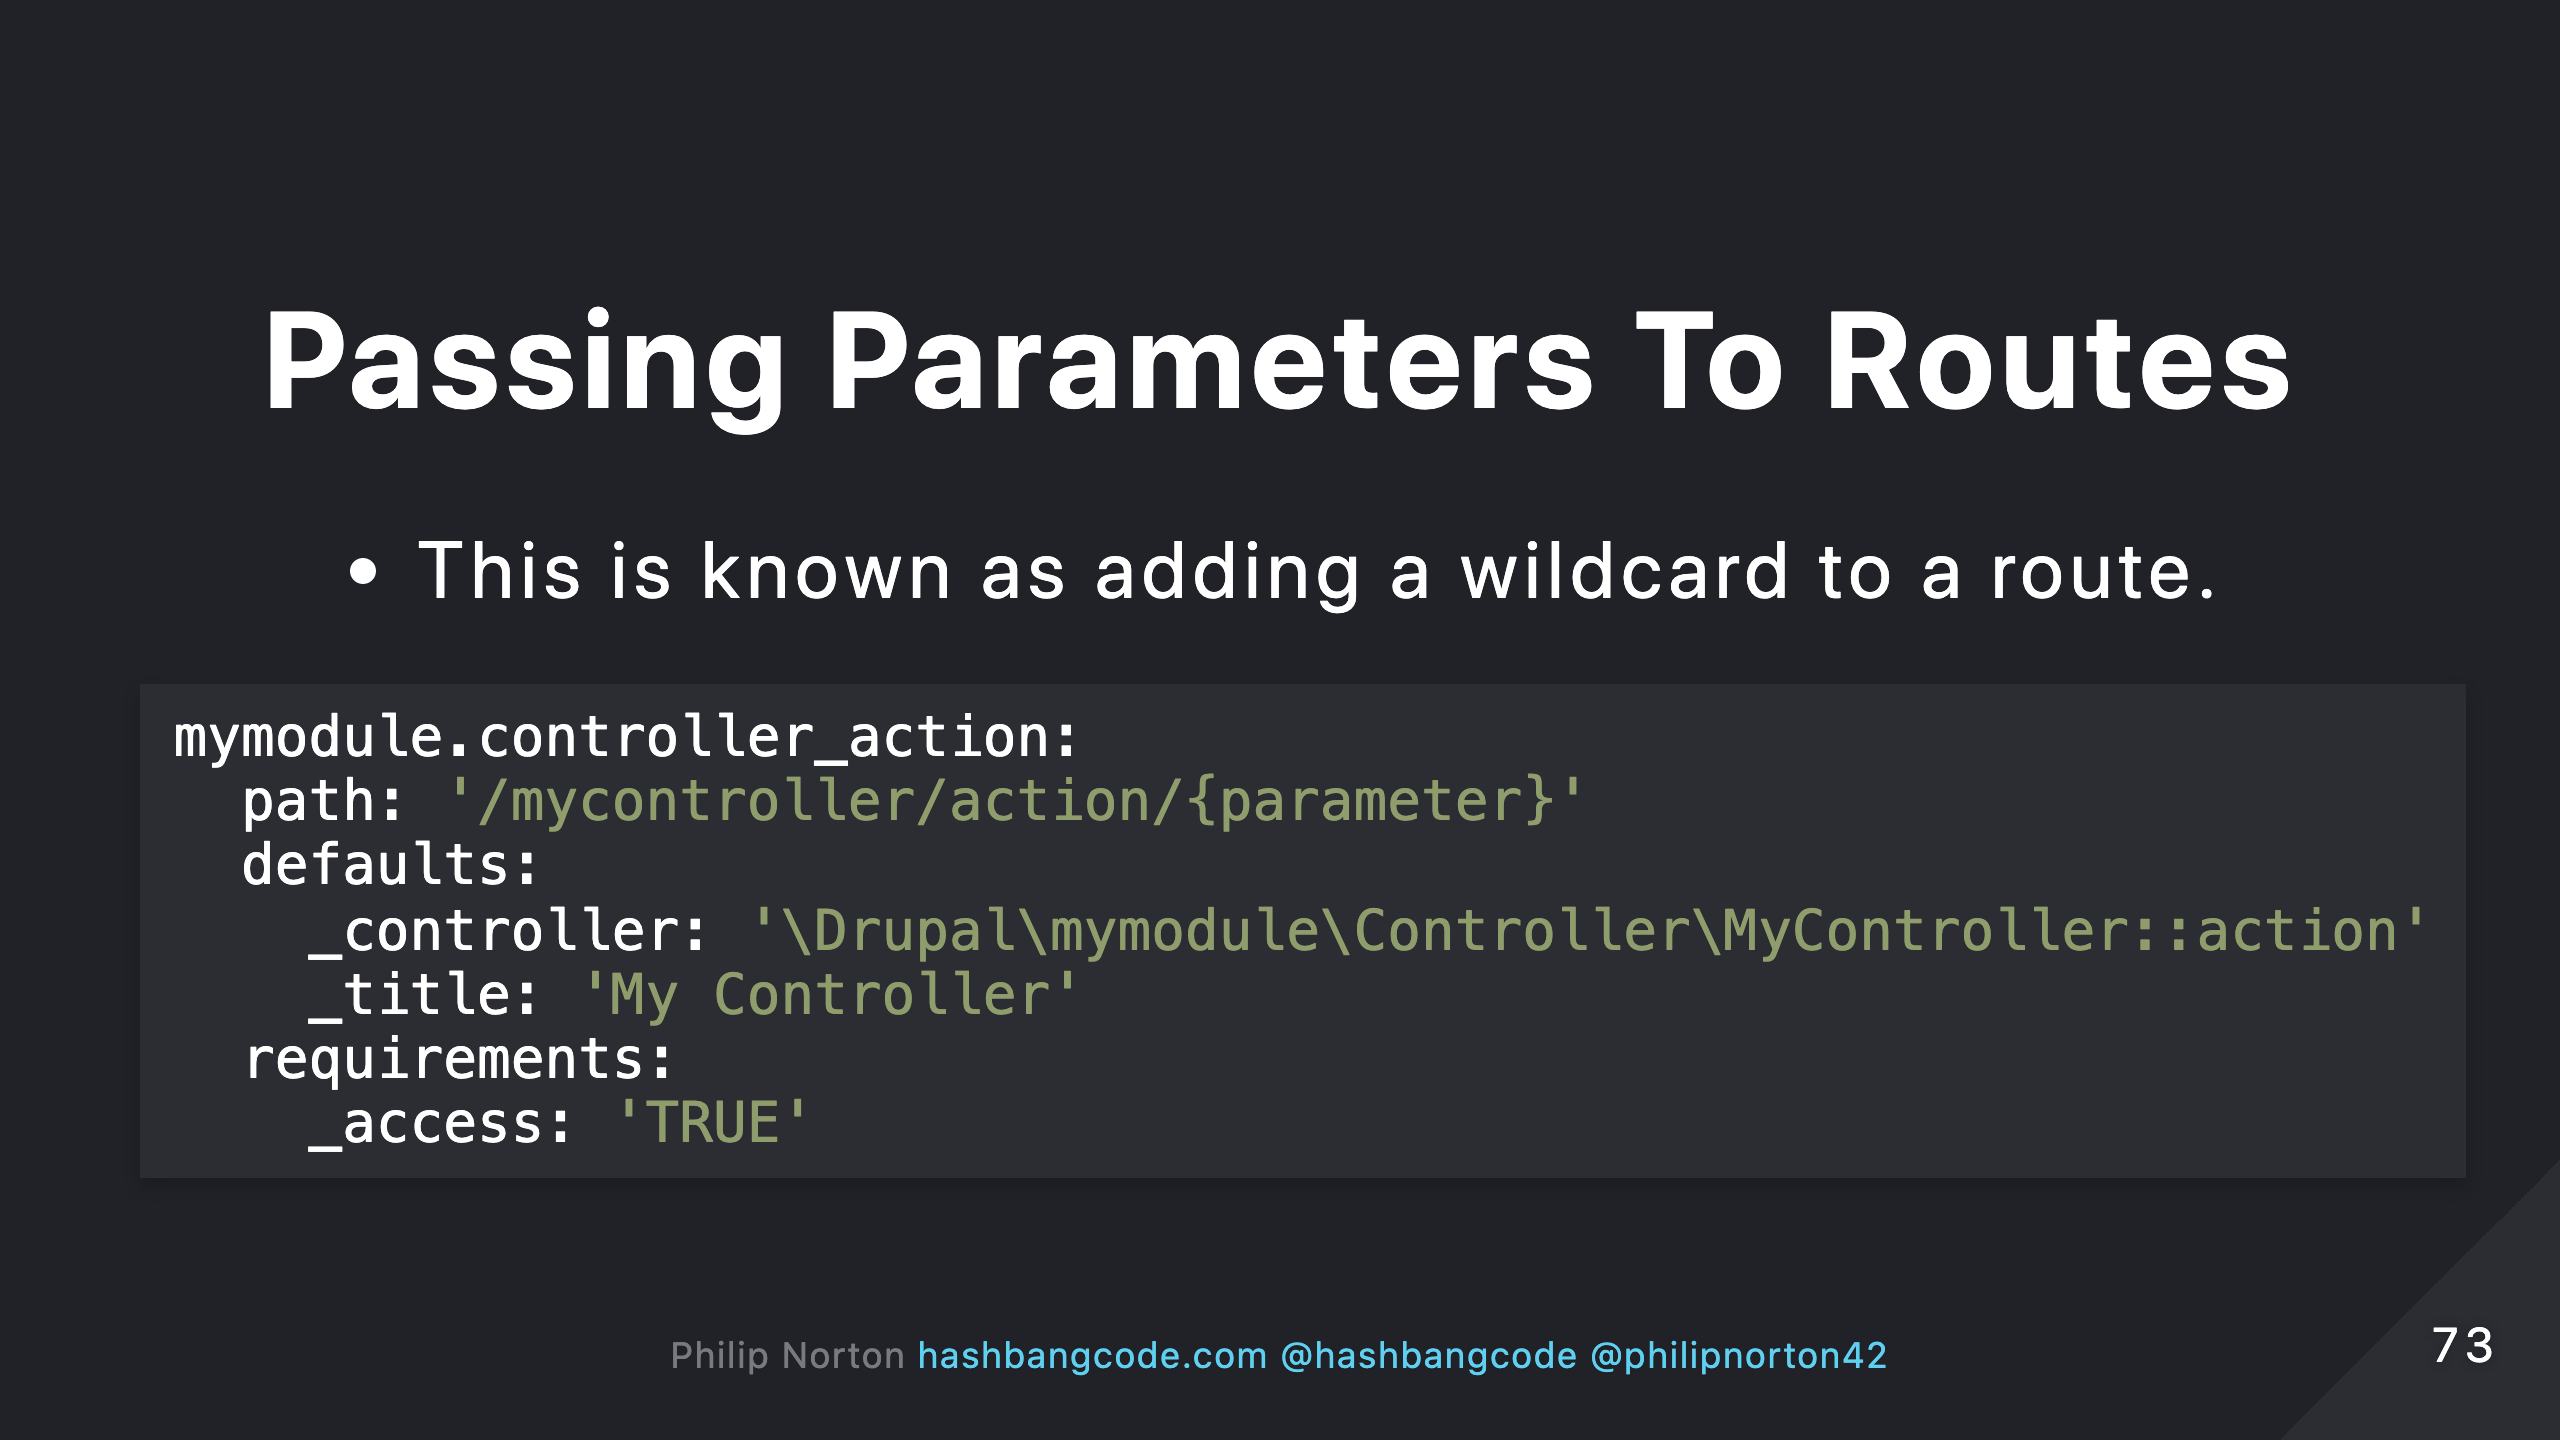 Passing Parameters To Routes
• This is known as adding a wildcard to a route.
mymodule.controller_action:
  path: '/mycontroller/action/{parameter}'
  defaults:
    _controller: '\Drupal\mymodule\Controller\MyController::action'
    _title: 'My Controller'
  requirements:
    _access: 'TRUE'
Philip Norton hashbangcode.com @hashbangcode @philipnorton42
73